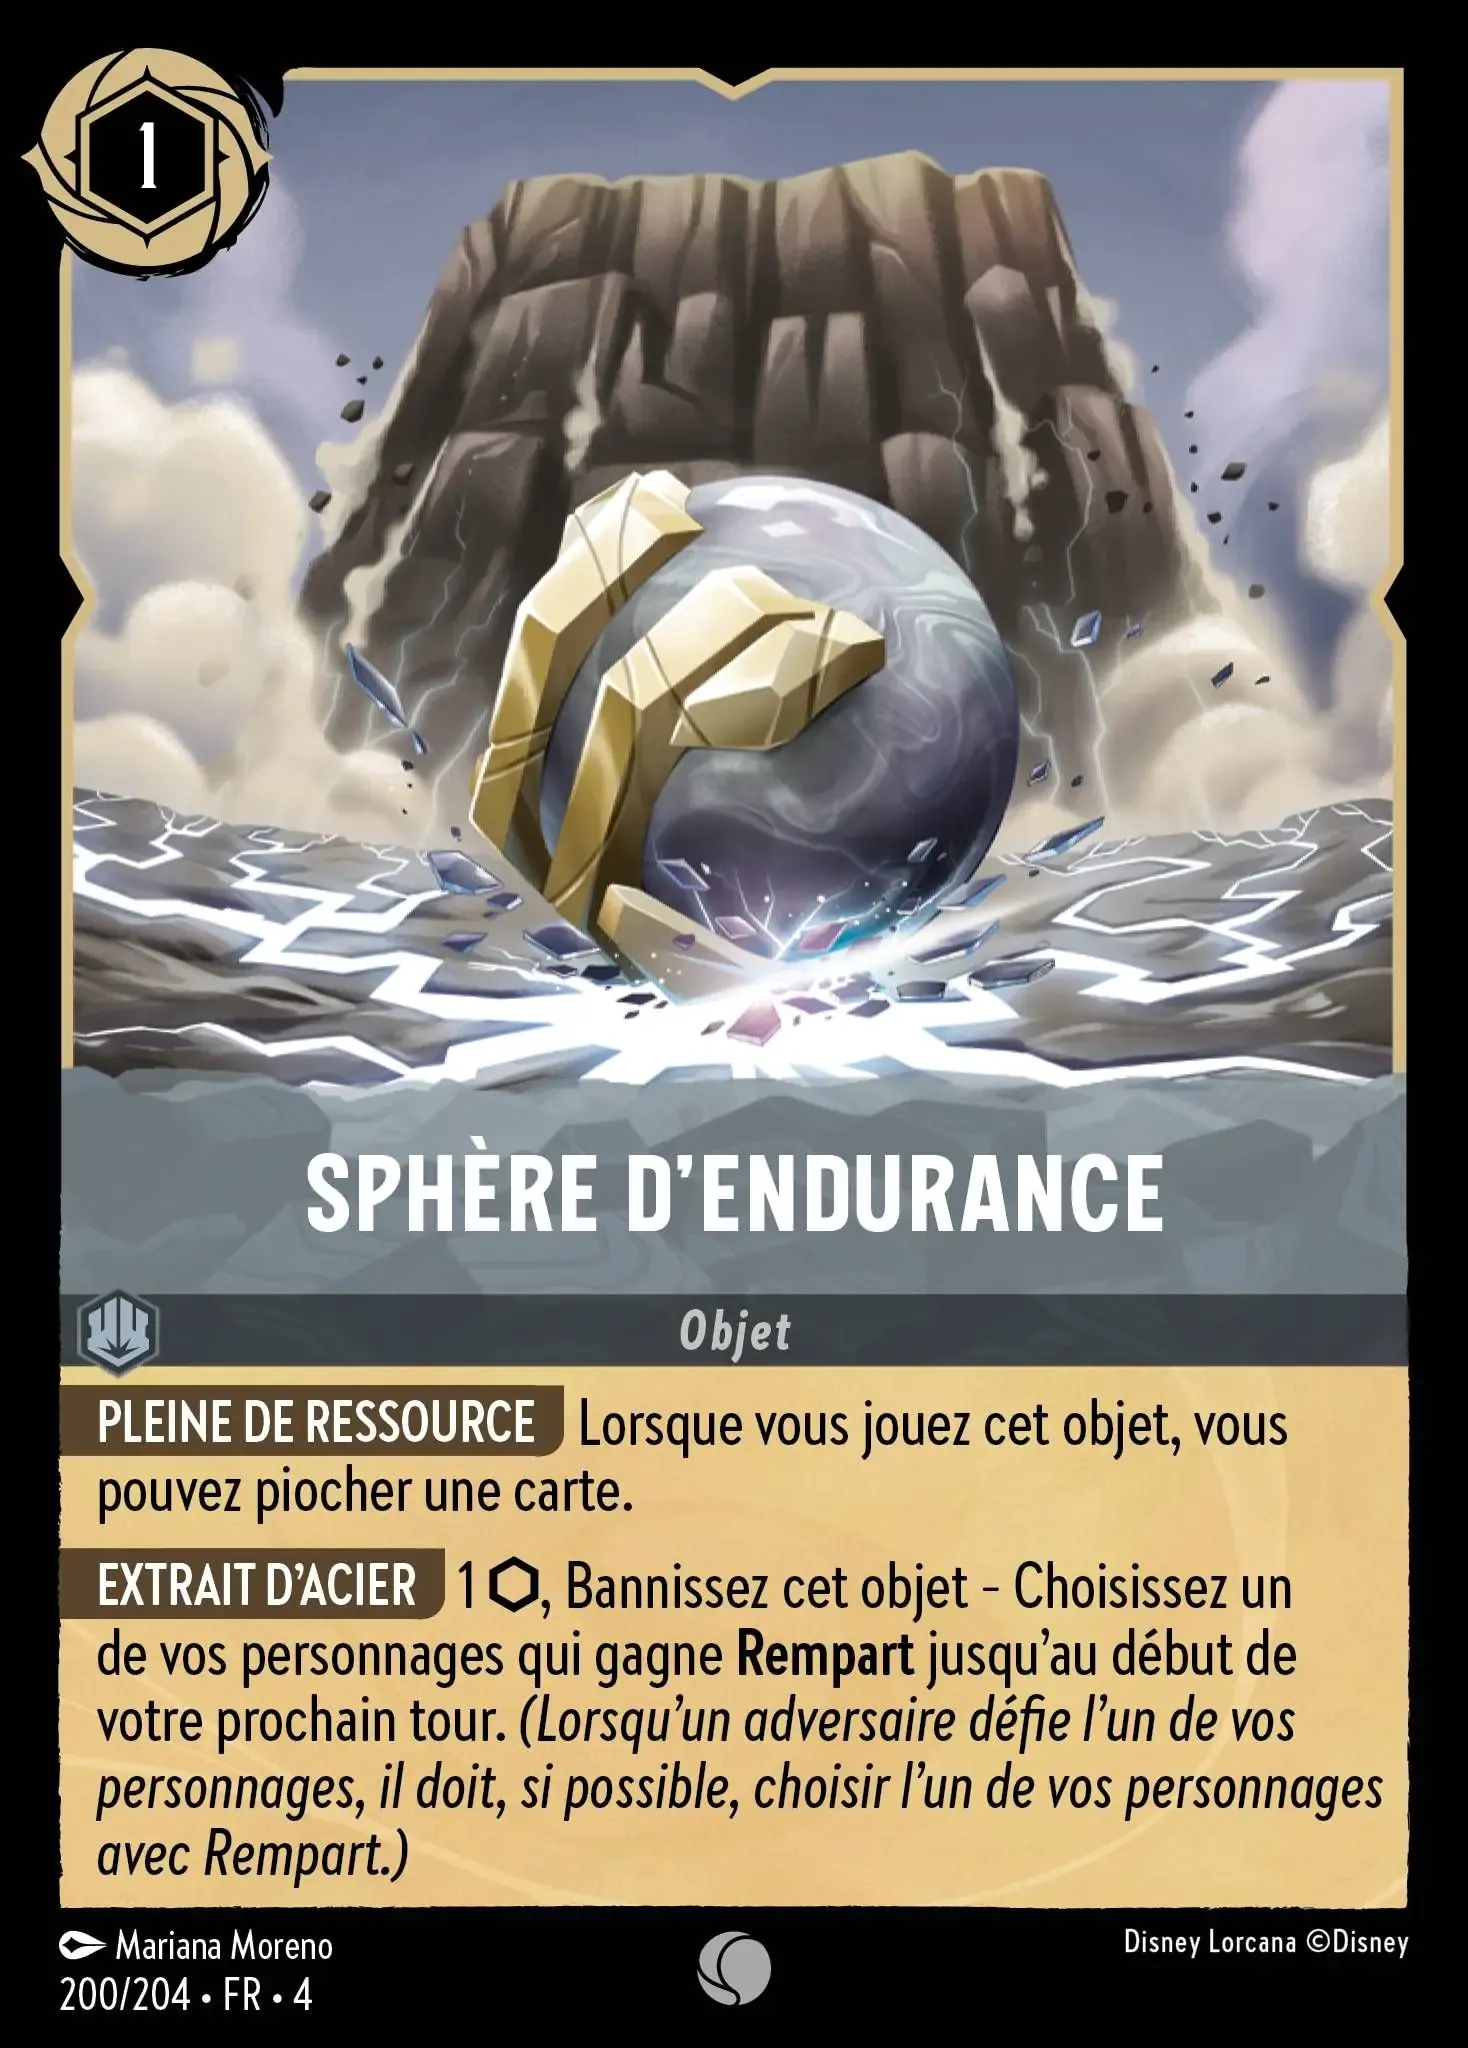 1
SPHÈRE D’ENDURANCE
Objet
PLEINE DE RESSOURCE Lorsque vous jouez cet objet, vous
pouvez piocher une carte.
EXTRAIT D’ACIER 1 ⬡, Bannissez cet objet - Choisissez un
de vos personnages qui gagne Rempart jusqu’au début de
votre prochain tour. (Lorsqu’un adversaire défie l’un de vos
personnages, il doit, si possible, choisir l’un de vos personnages
avec Rempart.)
Mariana Moreno
Disney Lorcana ©Disney
200/204 • FR • 4